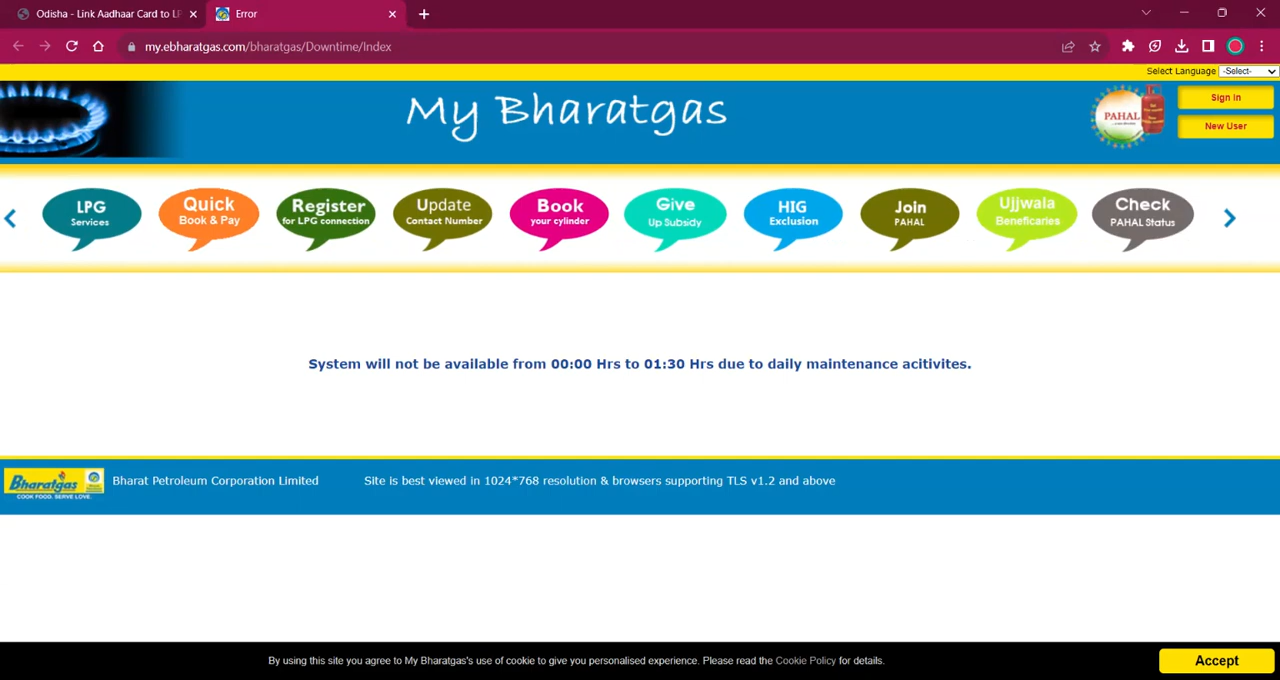 Odisha - Link Aadhaar Card to LP
Error
my.ebharatgas.com/bharatgas/Downtime/Index
Select Language -Select-
My Bharatgas
PAHAL
Sign In
New User
LPG
Services
Quick
Book & Pay
Register
for LPG connection
Update
Contact Number
Book
your cylinder
Give
Up Subsidy
HIG
Exclusion
Join
PAHAL
Ujjwala
Beneficaries
Check
PAHAL Status
System will not be available from 00:00 Hrs to 01:30 Hrs due to daily maintenance acitivites.
Bharatgas
COOK FOOD. SERVE LOVE.
Bharat Petroleum Corporation Limited
Site is best viewed in 1024*768 resolution & browsers supporting TLS v1.2 and above
By using this site you agree to My Bharatgas's use of cookie to give you personalised experience. Please read the Cookie Policy for details.
Accept